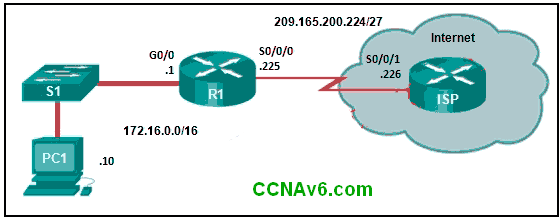 209.165.200.224/27
Internet
G0/0
.1
S0/0/0
.225
S0/0/1
.226
S1
R1
ISP
172.16.0.0/16
PC1
.10
CCNAv6.com